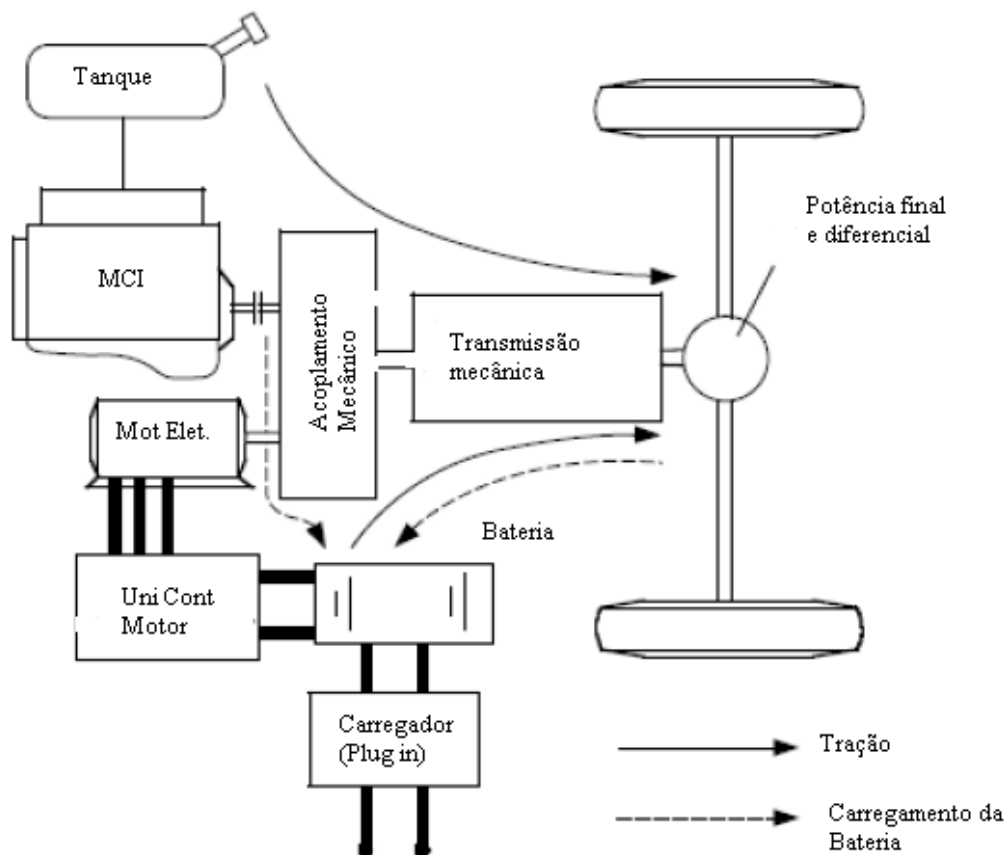 Tanque
Potência final
e diferencial
MCI
Acoplamento
Mecânico
Transmissão
mecânica
Mot Elet.
Bateria
Uni Cont
Motor
Carregador
(Plug in)
Tração
Carregamento da
Bateria